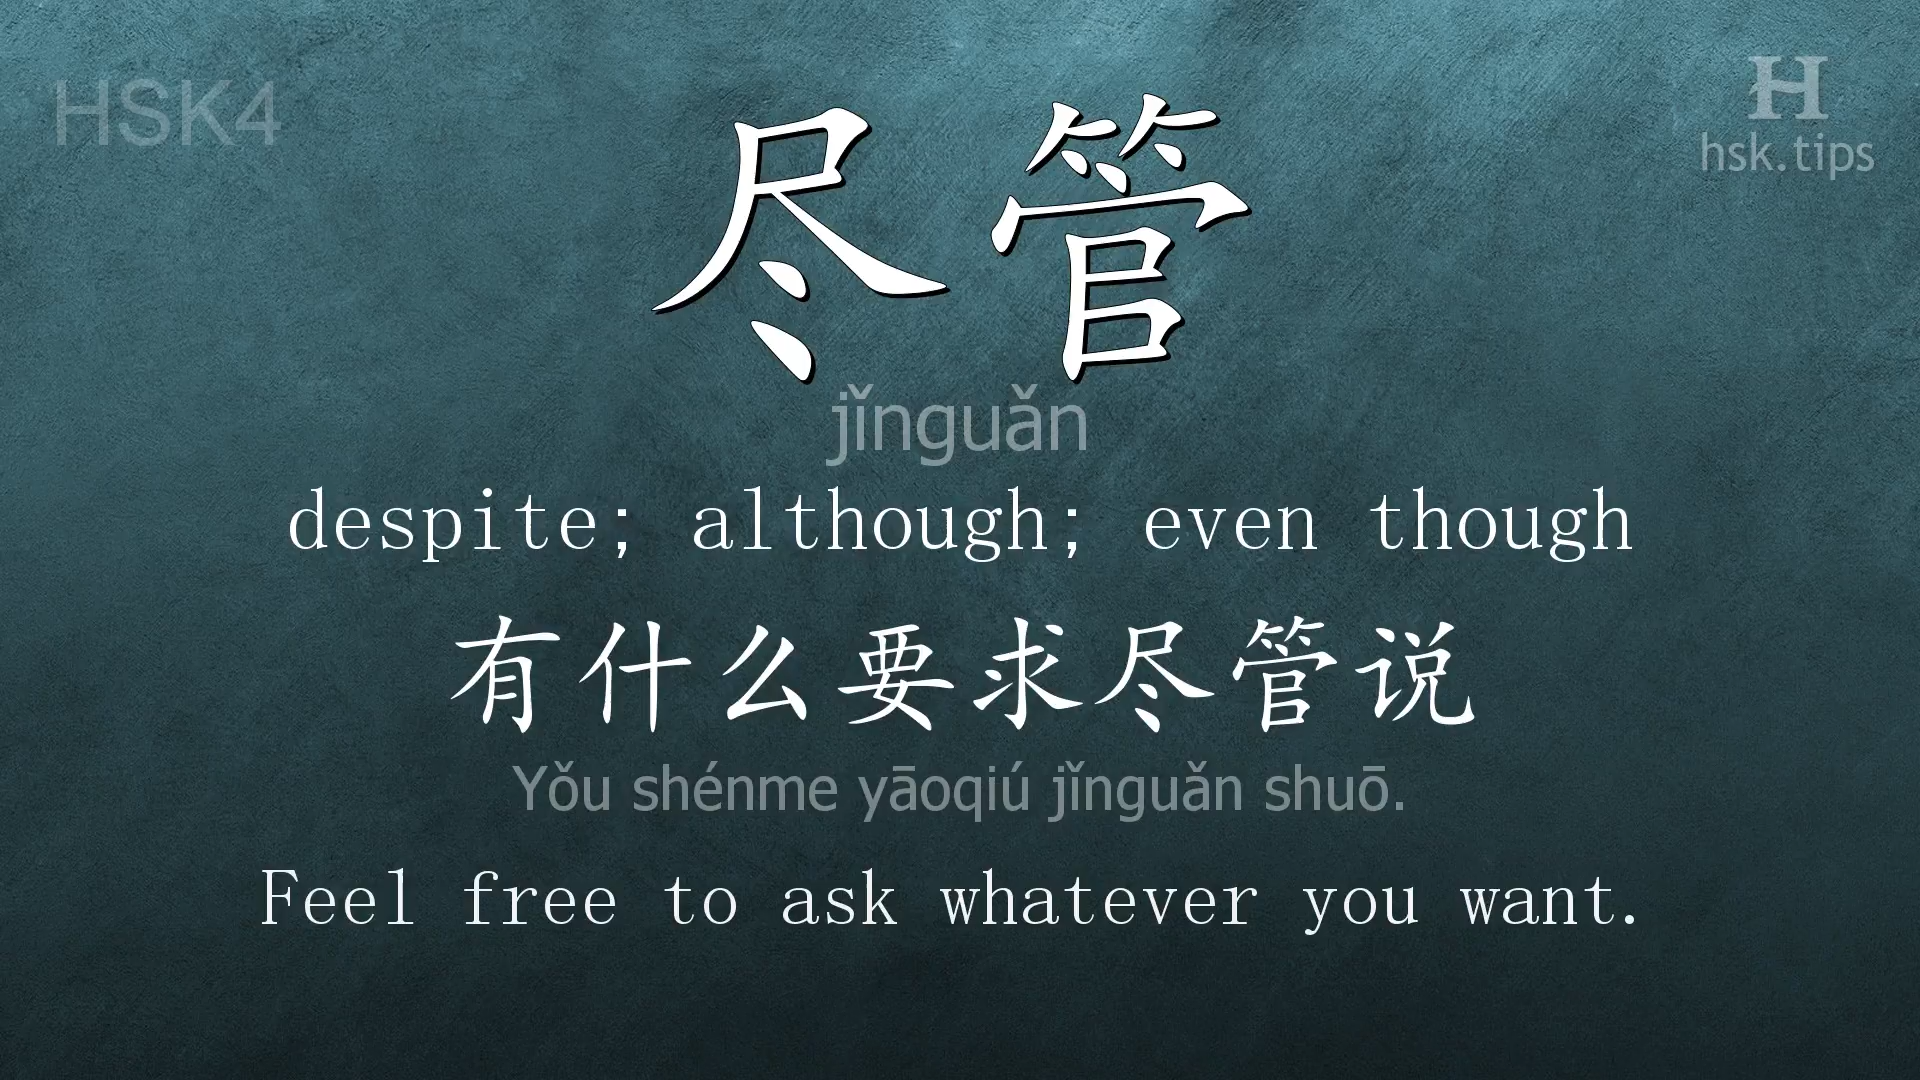 HSK4
H
hsk.tips
尽管
jǐnguǎn
despite; although; even though
有什么要求尽管说
Yǒu shénme yāoqiú jǐnguǎn shuō.
Feel free to ask whatever you want.